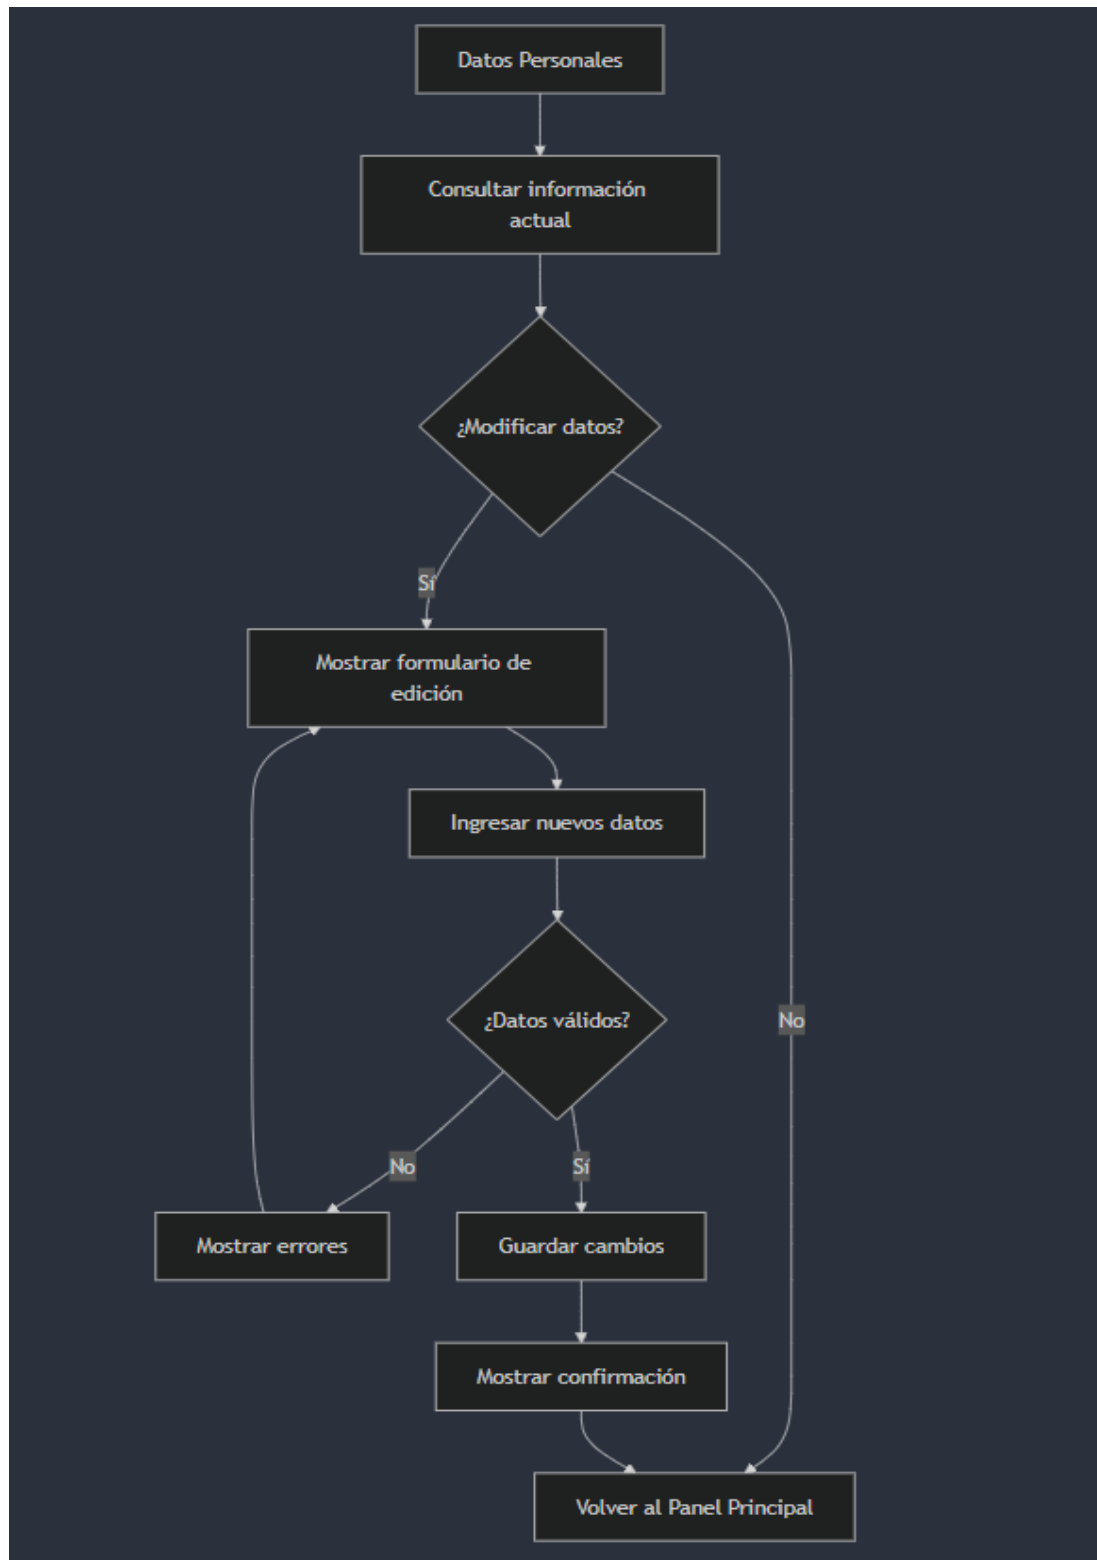 Datos Personales
Consultar información
actual
¿Modificar datos?
Sí
Mostrar formulario de
edición
Ingresar nuevos datos
¿Datos válidos?
No
No
Sí
Mostrar errores
Guardar cambios
Mostrar confirmación
Volver al Panel Principal